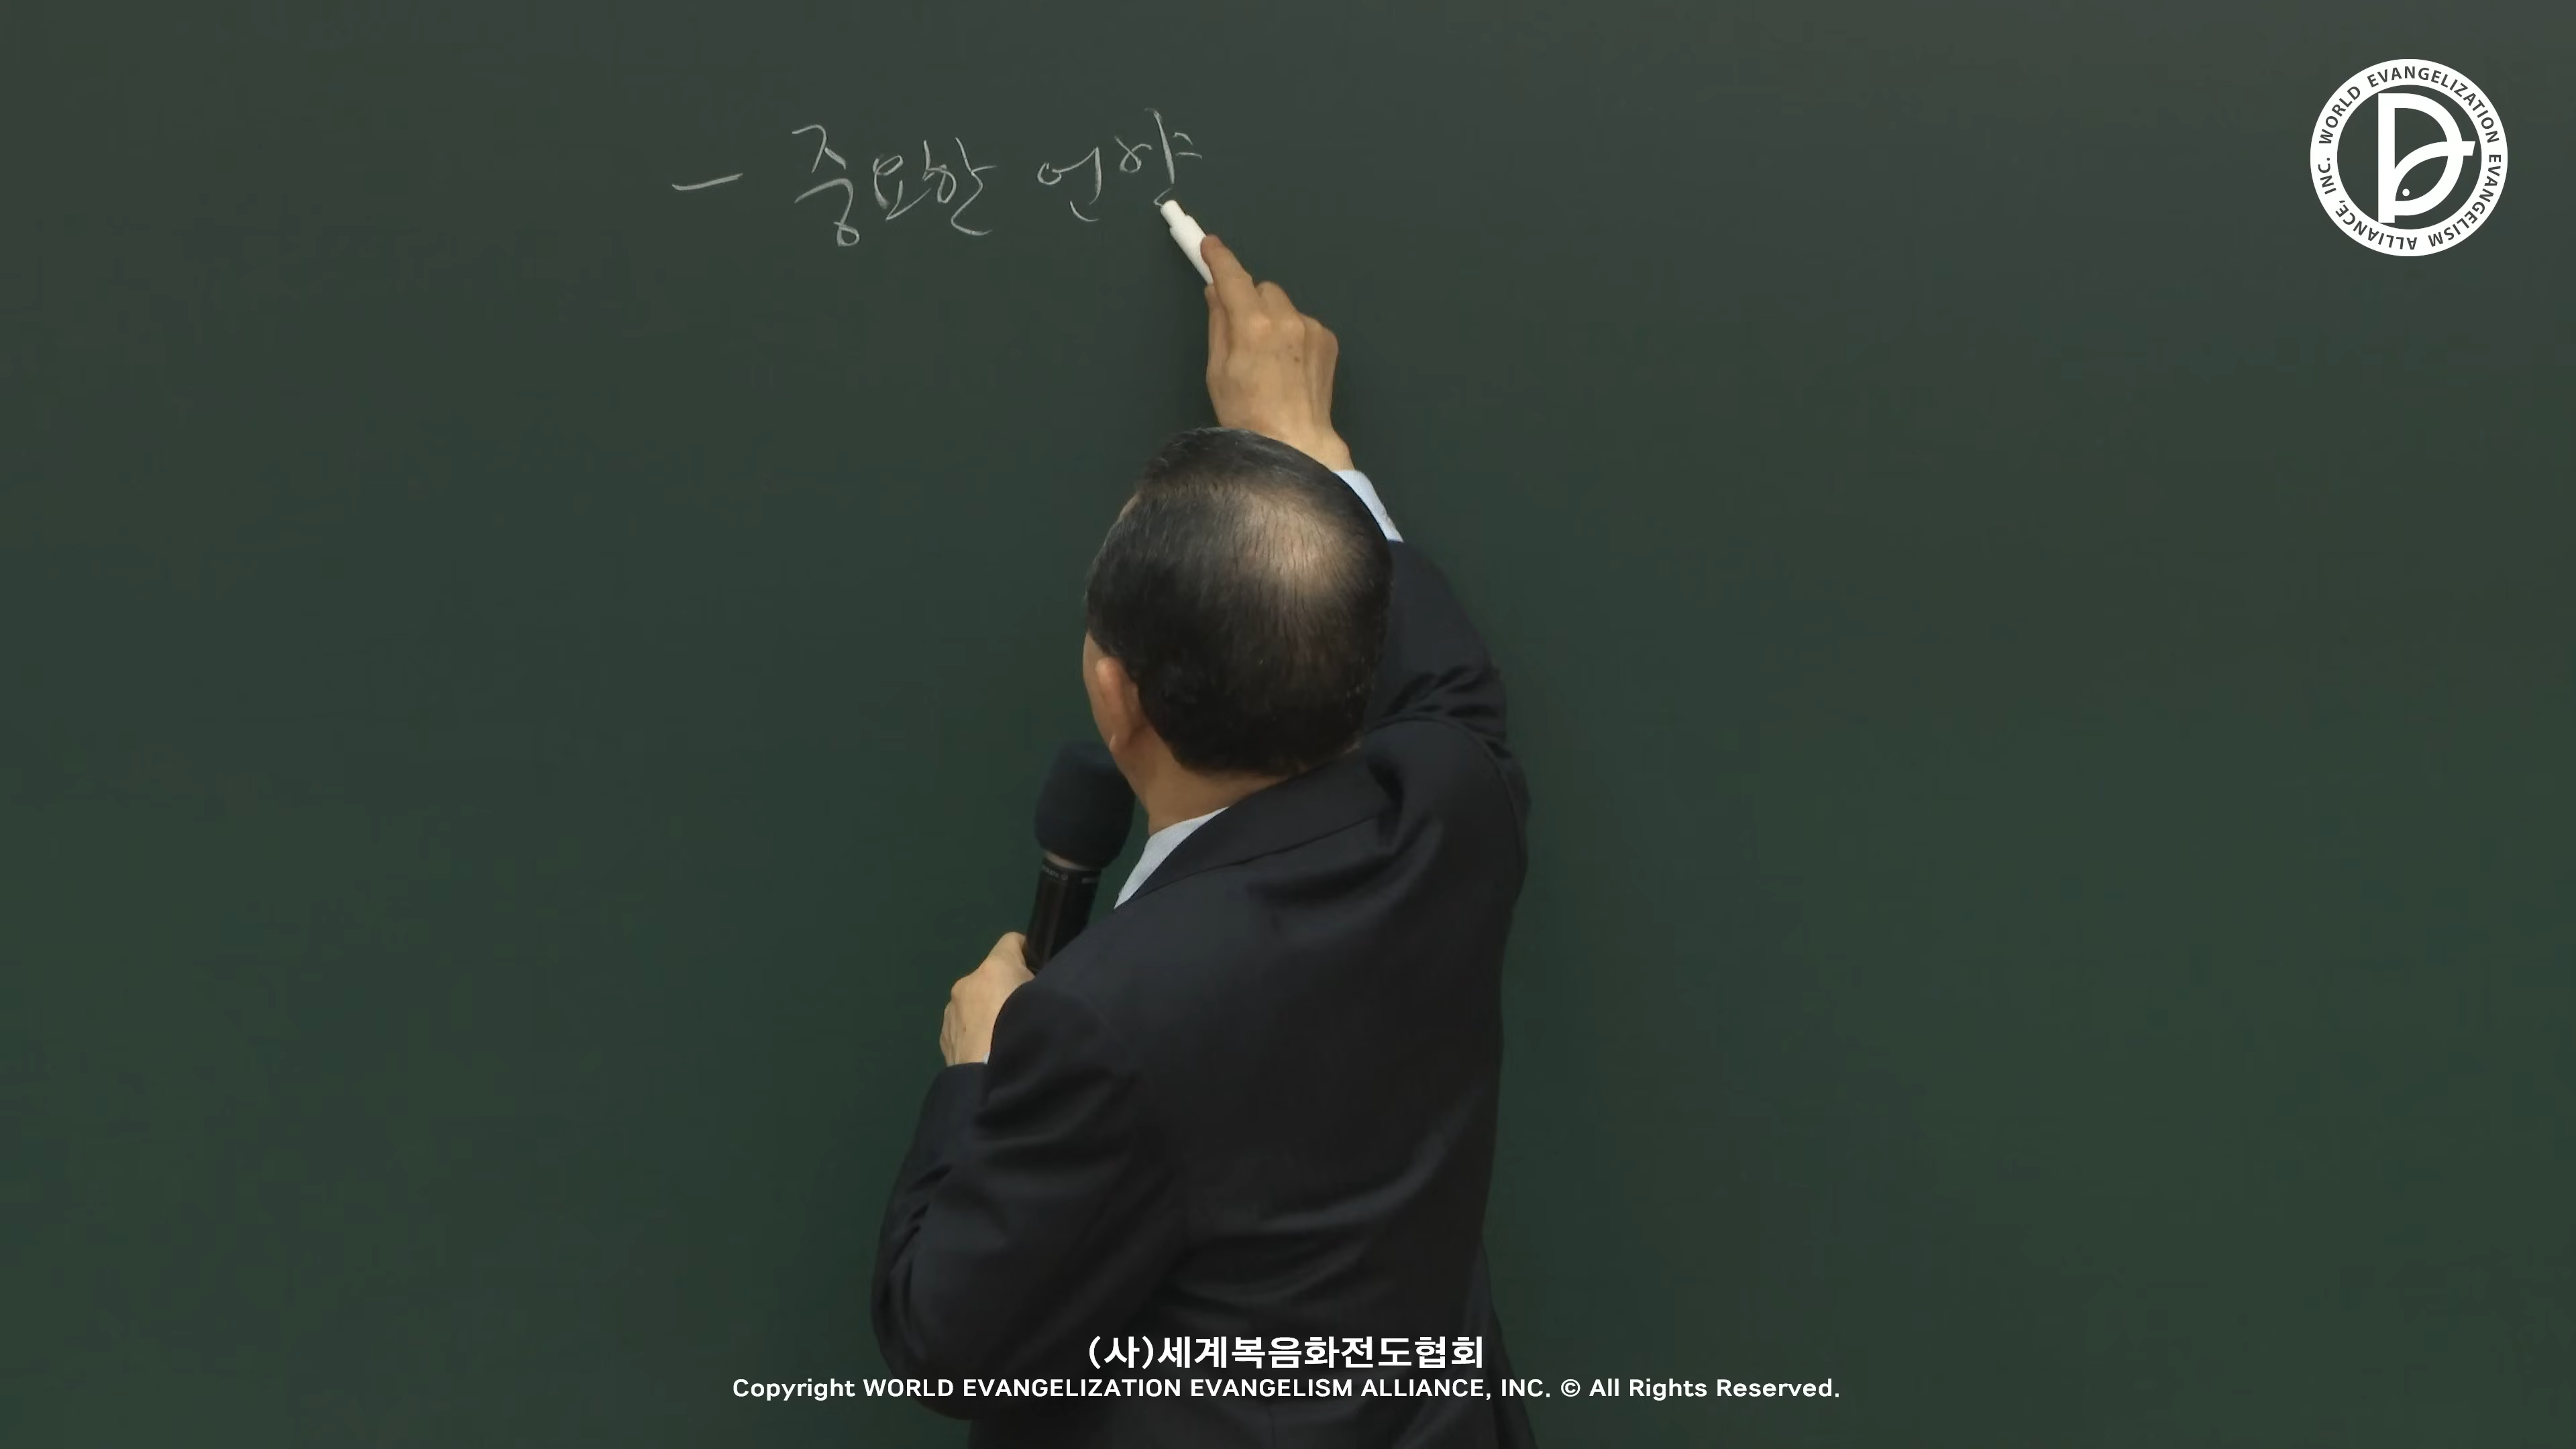 - 중요한 언약
WORLD EVANGELIZATION EVANGELISM ALLIANCE, INC.
(사)세계복음화전도협회
Copyright WORLD EVANGELIZATION EVANGELISM ALLIANCE, INC. © All Rights Reserved.